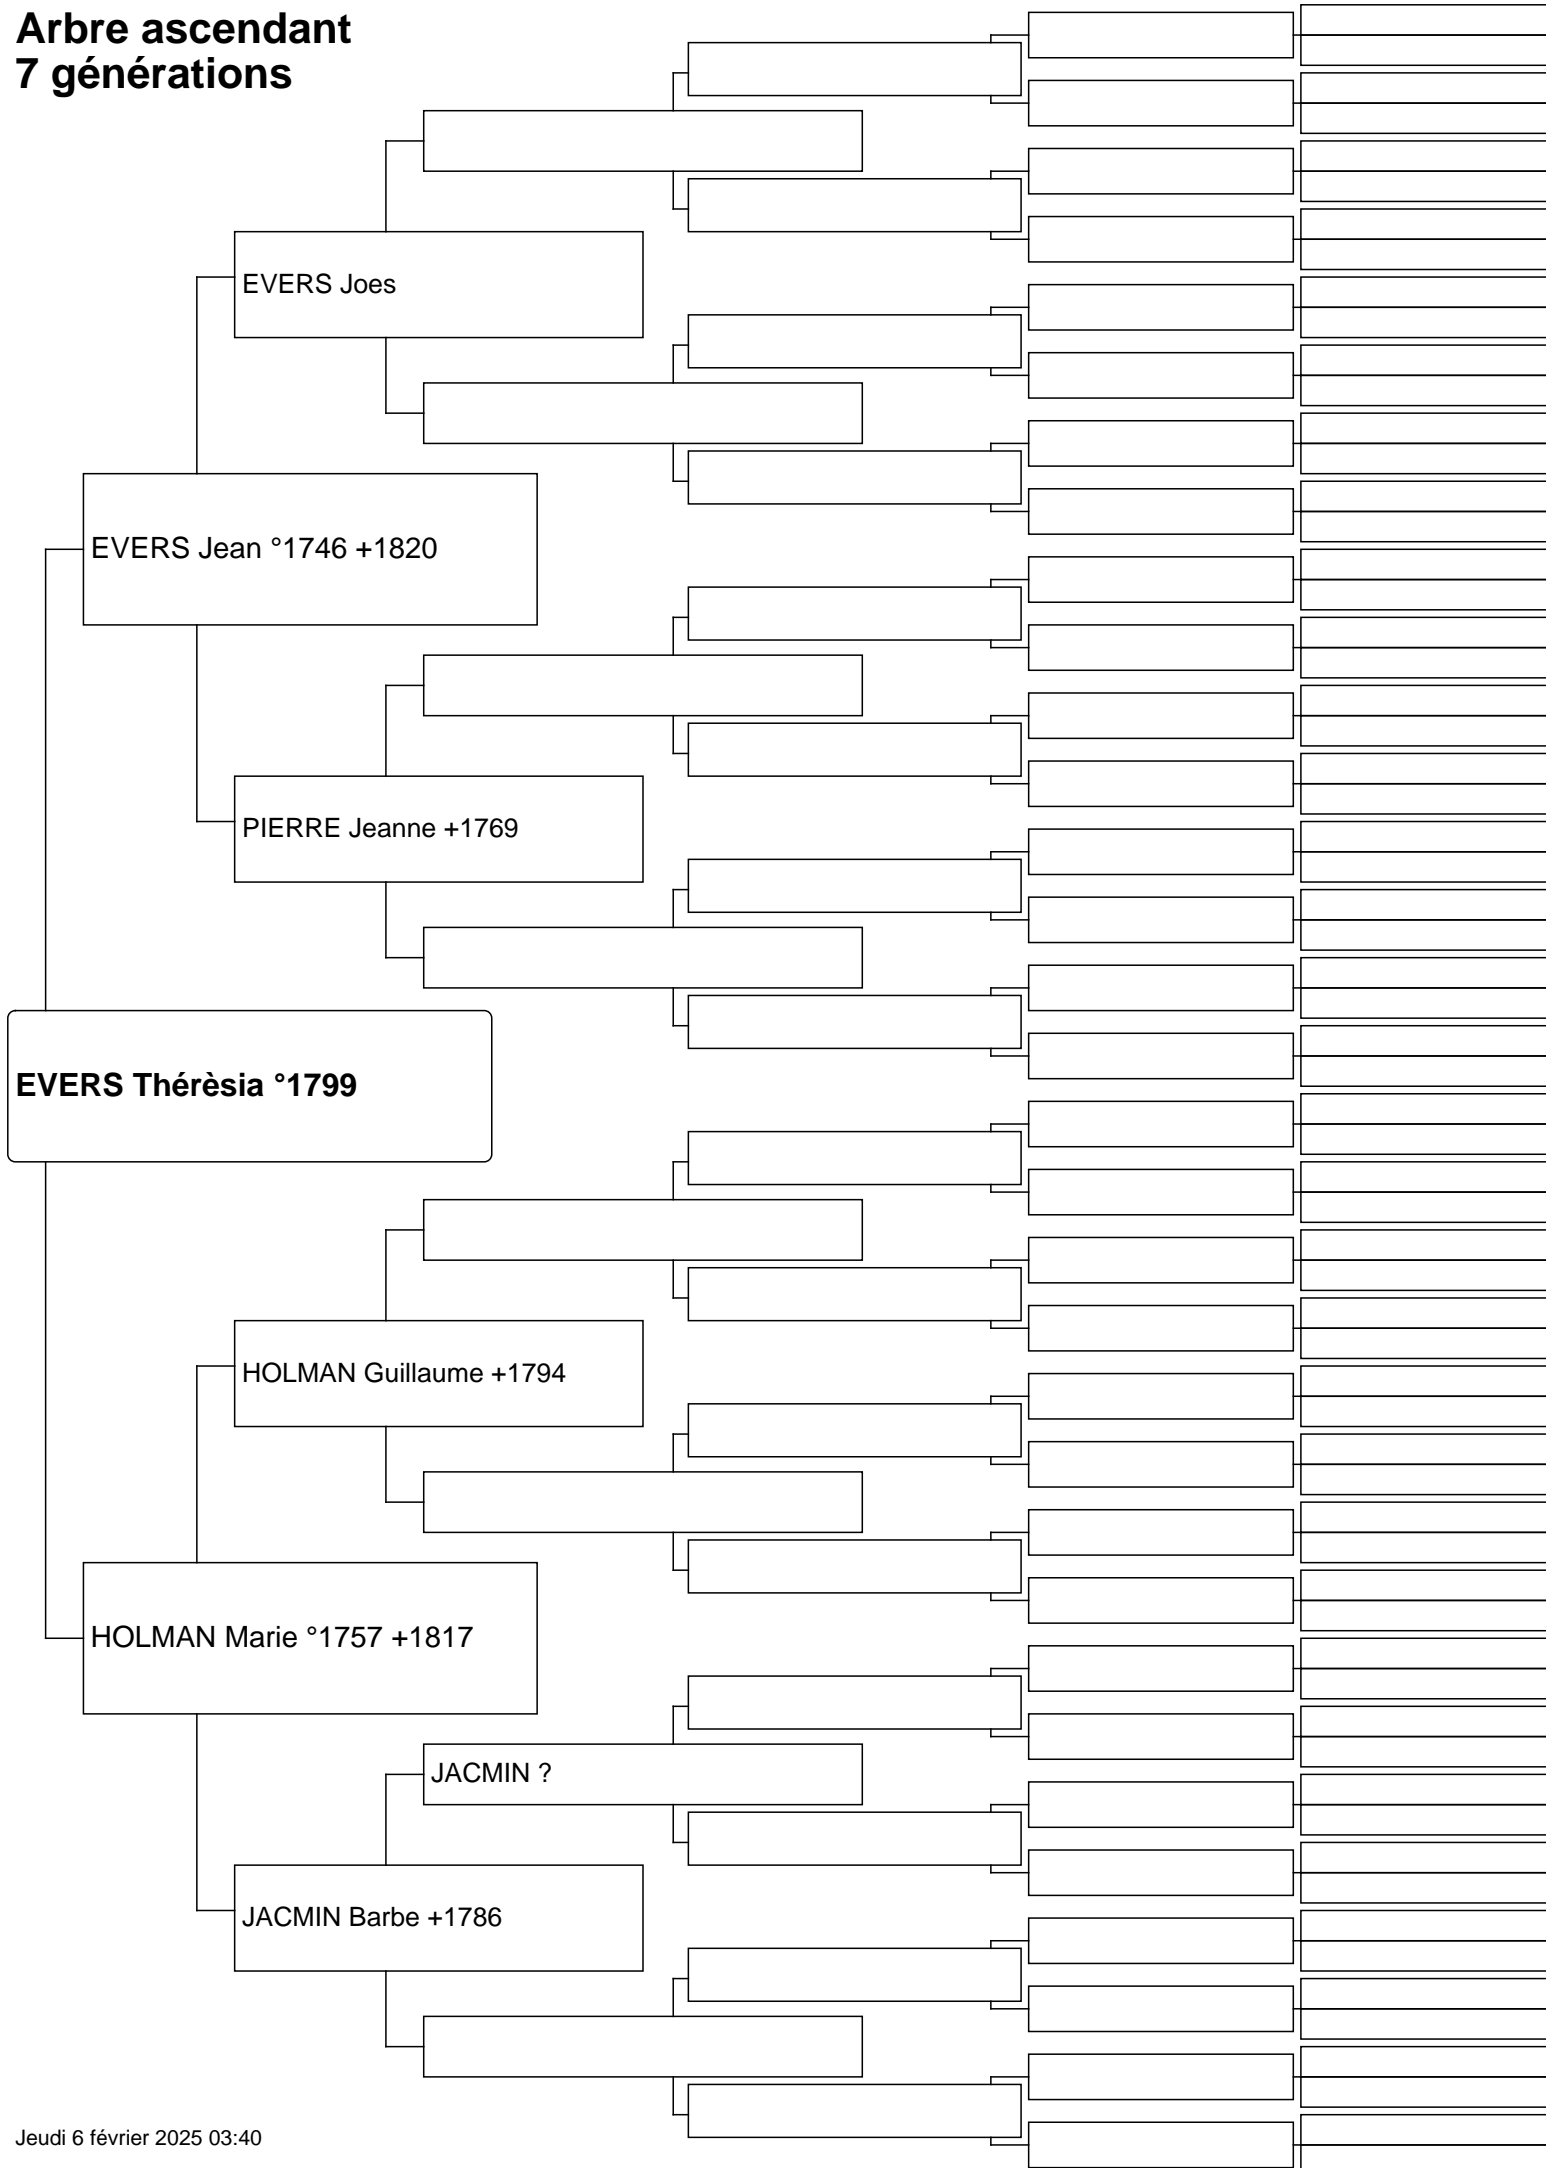 Arbre ascendant
7 générations
EVERS Joes
EVERS Jean °1746 +1820
PIERRE Jeanne +1769
EVERS Thérèsia °1799
HOLMAN Guillaume +1794
HOLMAN Marie °1757 +1817
JACMIN ?
JACMIN Barbe +1786
Jeudi 6 février 2025 03:40